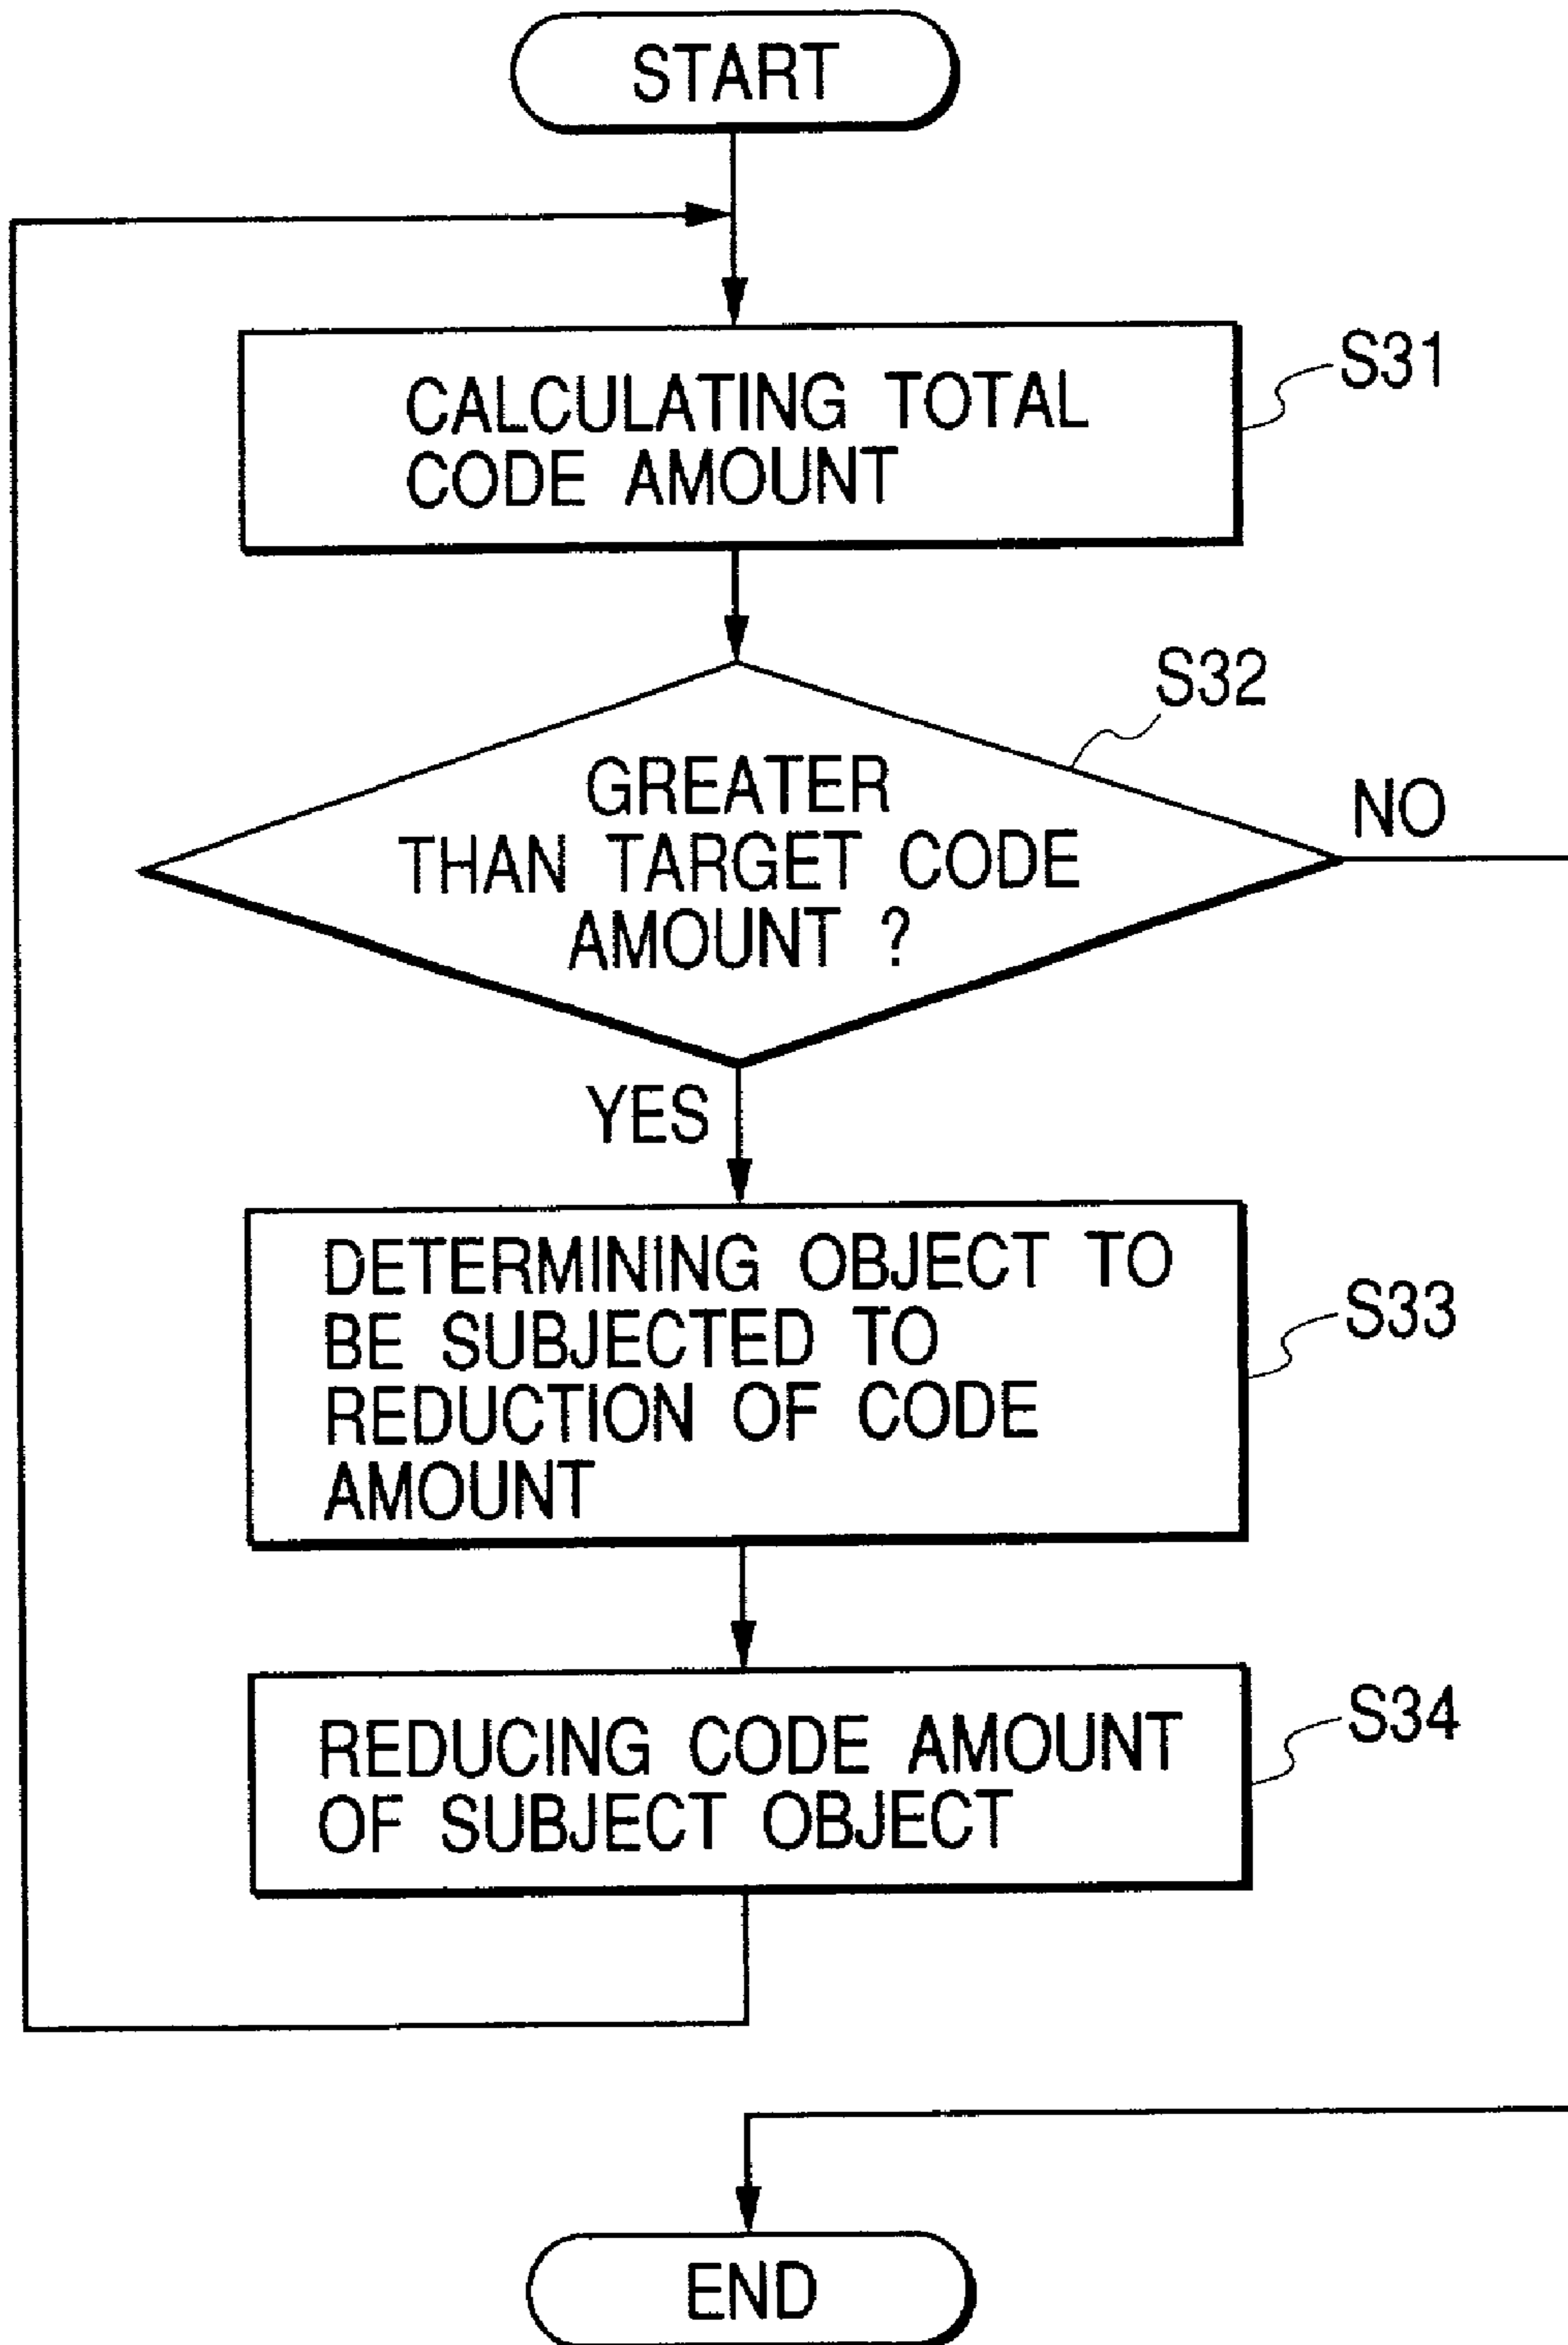 START
CALCULATING TOTAL
CODE AMOUNT
S31
S32
GREATER
THAN TARGET CODE
AMOUNT ?
NO
YES
DETERMINING OBJECT TO
BE SUBJECTED TO
REDUCTION OF CODE
AMOUNT
S33
REDUCING CODE AMOUNT
OF SUBJECT OBJECT
S34
END